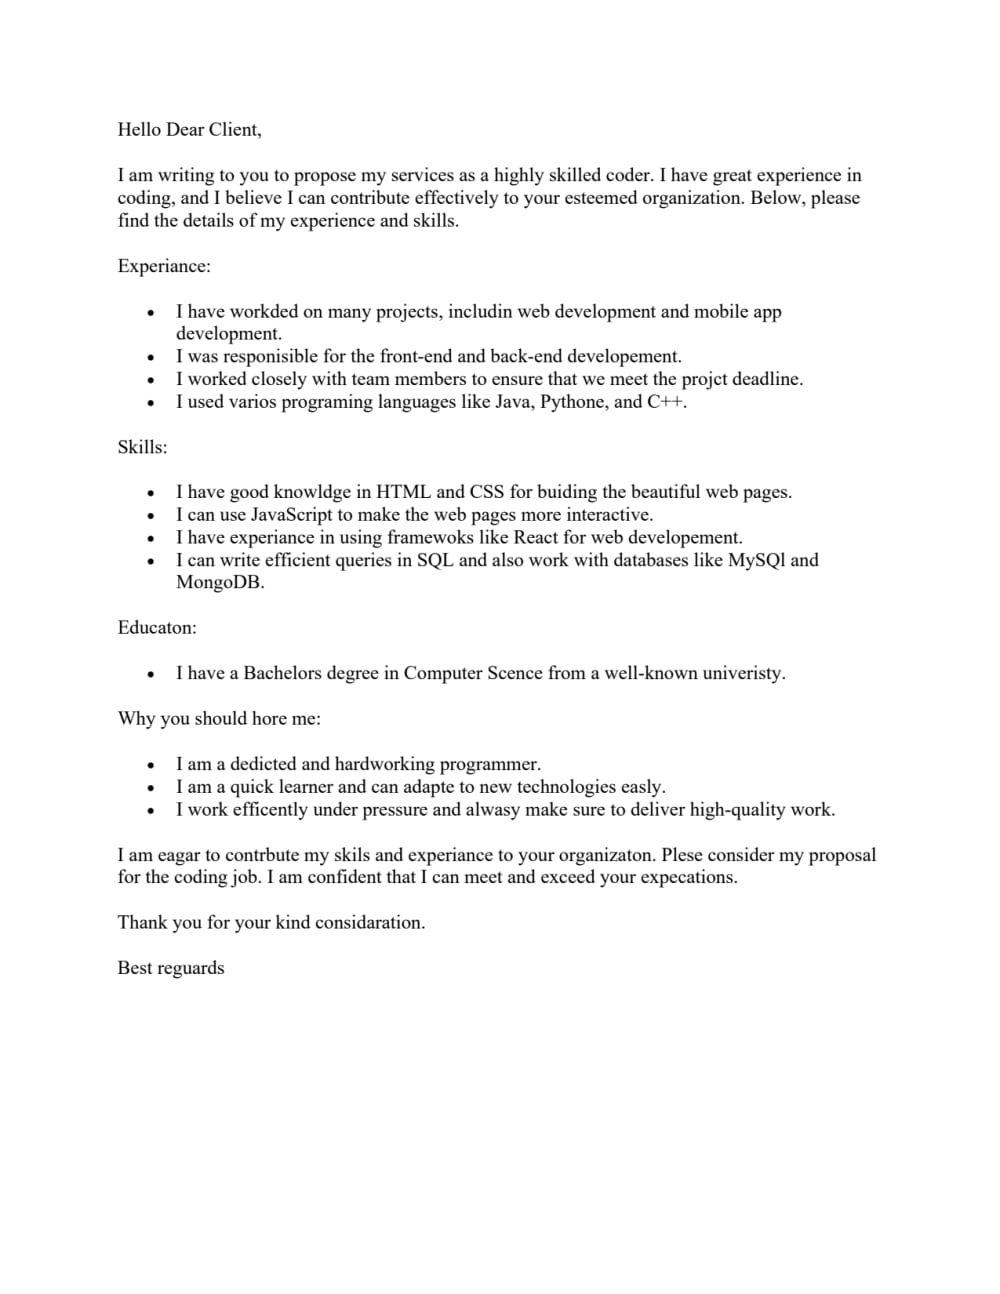 Hello Dear Client,
I am writing to you to propose my services as a highly skilled coder. I have great experience in
coding, and I believe I can contribute effectively to your esteemed organization. Below, please
find the details of my experience and skills.
Experiance:
• I have workded on many projects, includin web development and mobile app
development.
• I was responisible for the front-end and back-end developement.
• I worked closely with team members to ensure that we meet the projct deadline.
• I used varios programing languages like Java, Pythone, and C++.
Skills:
• I have good knowldge in HTML and CSS for buiding the beautiful web pages.
• I can use JavaScript to make the web pages more interactive.
• I have experiance in using framewoks like React for web developement.
• I can write efficient queries in SQL and also work with databases like MySQl and
MongoDB.
Educaton:
• I have a Bachelors degree in Computer Scence from a well-known univeristy.
Why you should hore me:
• I am a dedicted and hardworking programmer.
• I am a quick learner and can adapte to new technologies easly.
• I work efficently under pressure and alwasy make sure to deliver high-quality work.
I am eagar to contrbute my skils and experiance to your organizaton. Plese consider my proposal
for the coding job. I am confident that I can meet and exceed your expecations.
Thank you for your kind considaration.
Best reguards